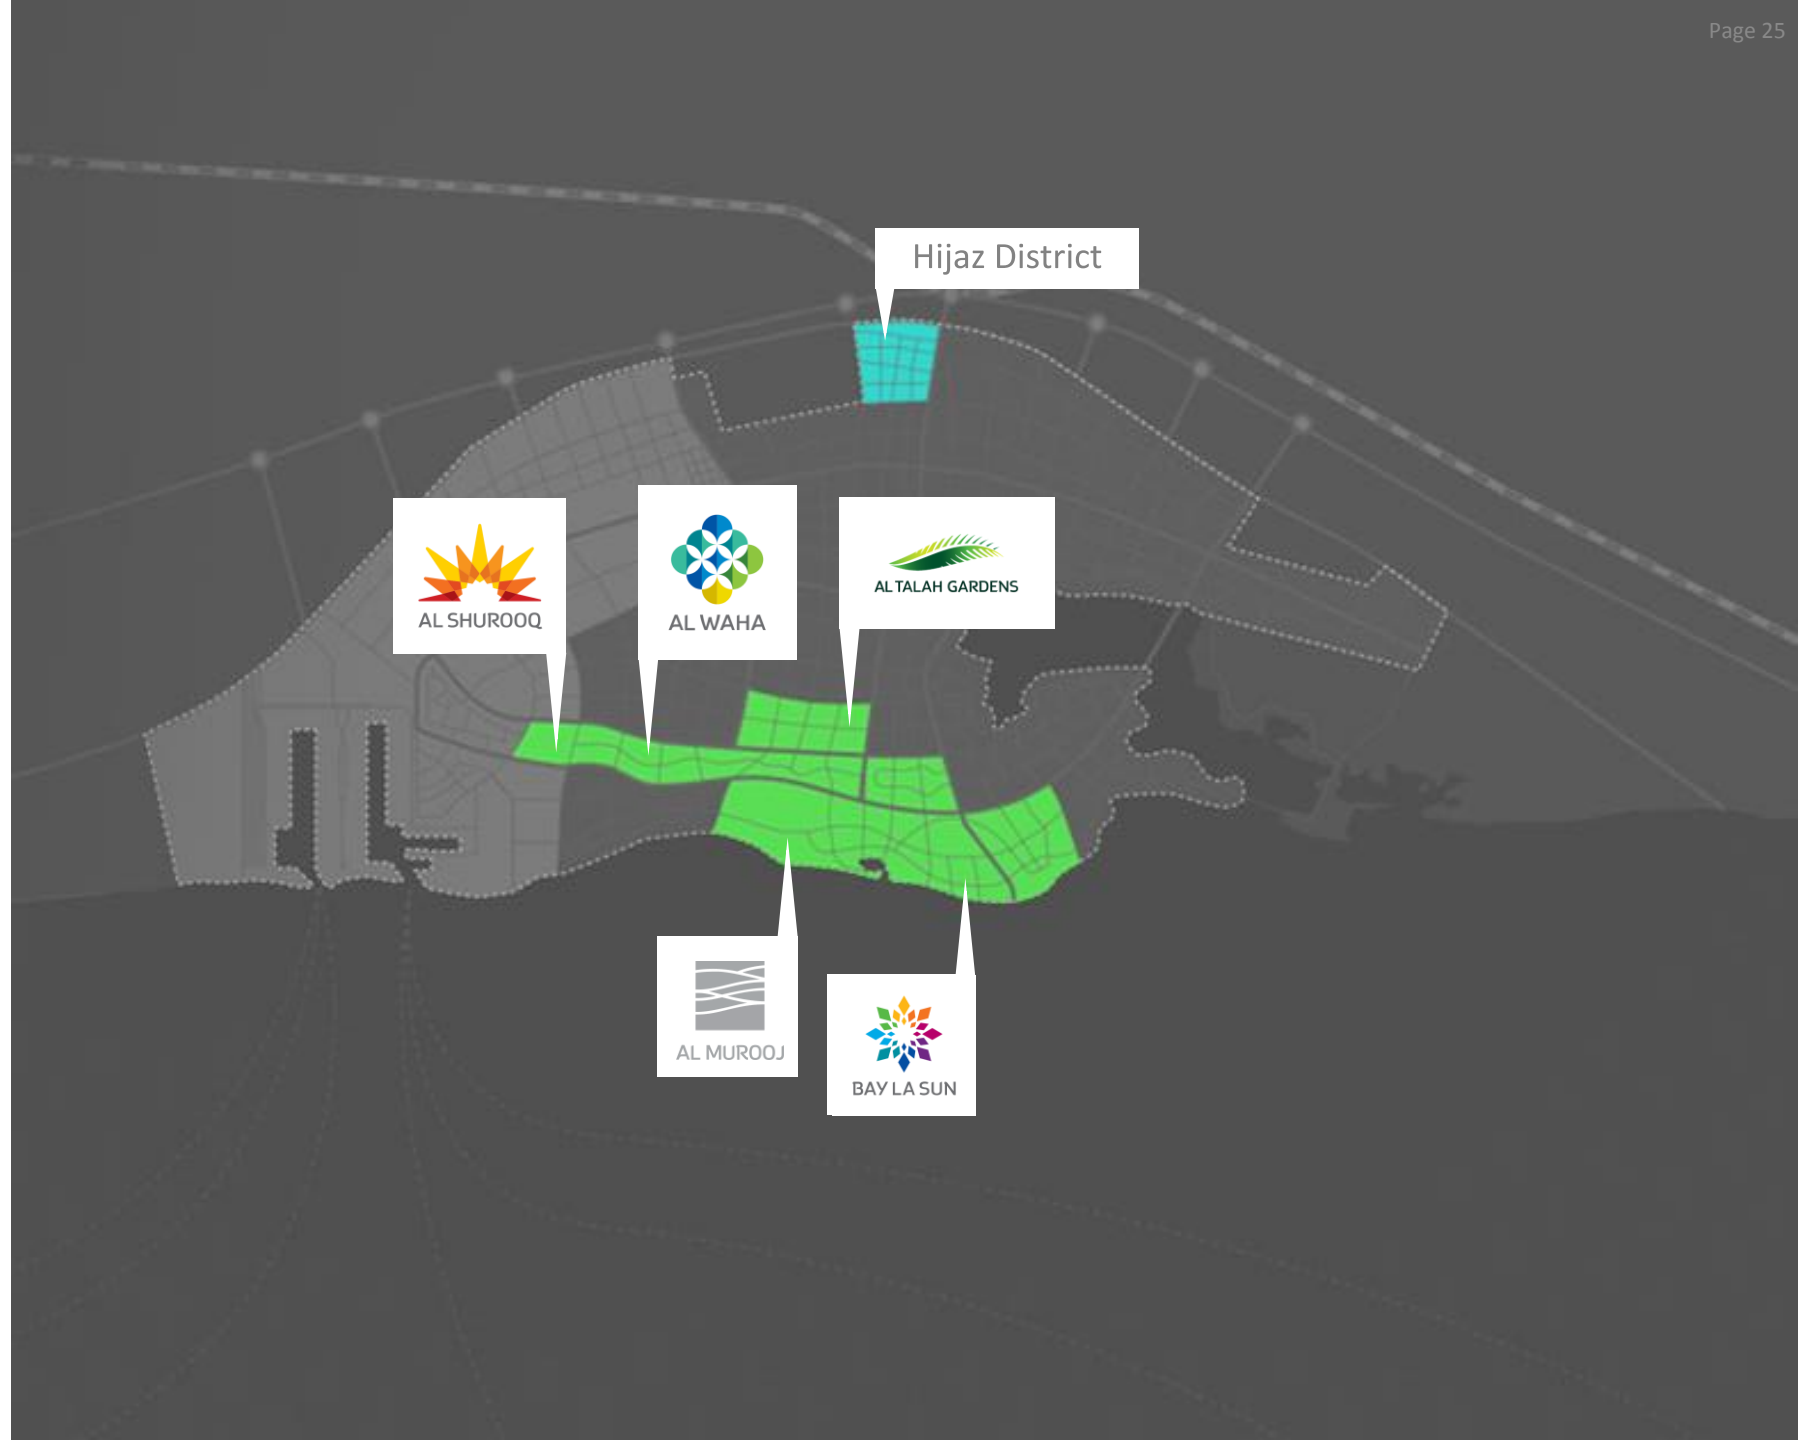 Page 25
Hijaz District
AL SHUROOQ
AL WAHA
AL TALAH GARDENS
AL MUROOJ
BAY LA SUN